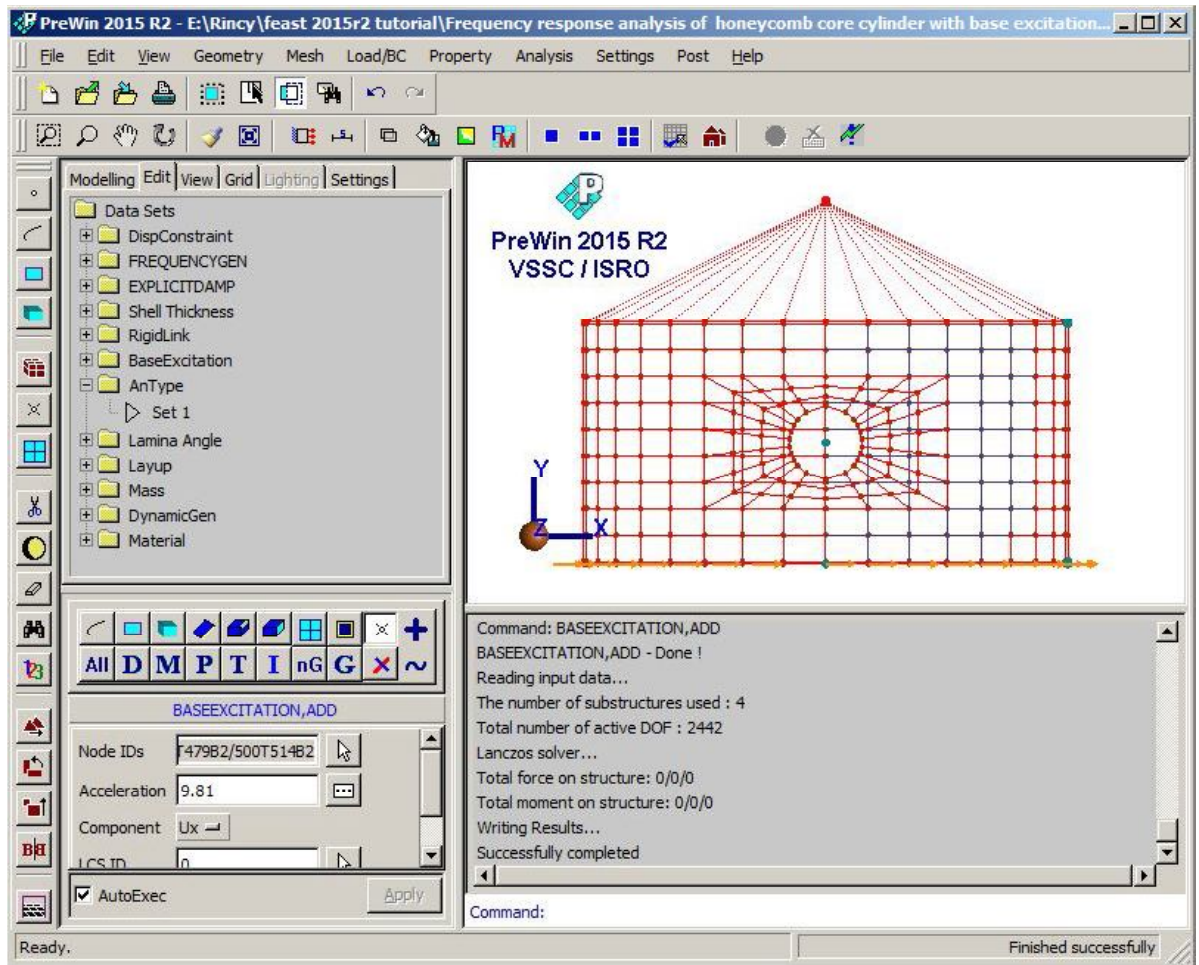 PreWin 2015 R2 - E:\Rincy\feast 2015r2 tutorial\Frequency response analysis of honeycomb core cylinder with base excitation...
File Edit View Geometry Mesh Load/BC Property Analysis Settings Post Help
Modelling Edit View Grid Lighting Settings
Data Sets
DispConstraint
FREQUENCYGEN
EXPLICITDAMP
Shell Thickness
RigidLink
BaseExcitation
AnType
Set 1
Lamina Angle
Layup
Mass
DynamicGen
Material
All D M P T I nG G
BASEEXCITATION,ADD
Node IDs T479B2/500T514B2
Acceleration 9.81
Component Ux
LCS ID 0
AutoExec Apply
PreWin 2015 R2
VSSC / ISRO
Y
Z X
Command: BASEEXCITATION,ADD
BASEEXCITATION,ADD - Done !
Reading input data...
The number of substructures used : 4
Total number of active DOF : 2442
Lanczos solver...
Total force on structure: 0/0/0
Total moment on structure: 0/0/0
Writing Results...
Successfully completed
Command:
Ready. Finished successfully